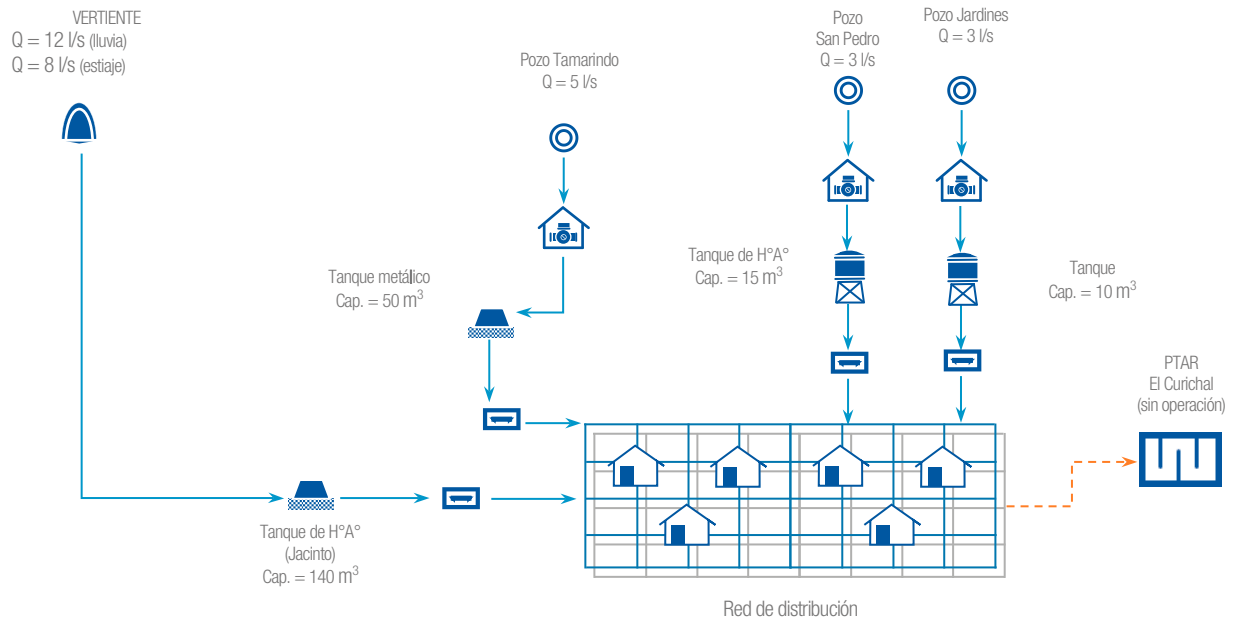 VERTIENTE
Q = 12 l/s (lluvia)
Q = 8 l/s (estiaje)
Pozo Tamarindo
Q = 5 l/s
Pozo
San Pedro
Q = 3 l/s
Pozo Jardines
Q = 3 l/s
Tanque metálico
Cap. = 50 m³
Tanque de H°A°
Cap. = 15 m³
Tanque
Cap. = 10 m³
PTAR
El Curichal
(sin operación)
Tanque de H°A°
(Jacinto)
Cap. = 140 m³
Red de distribución